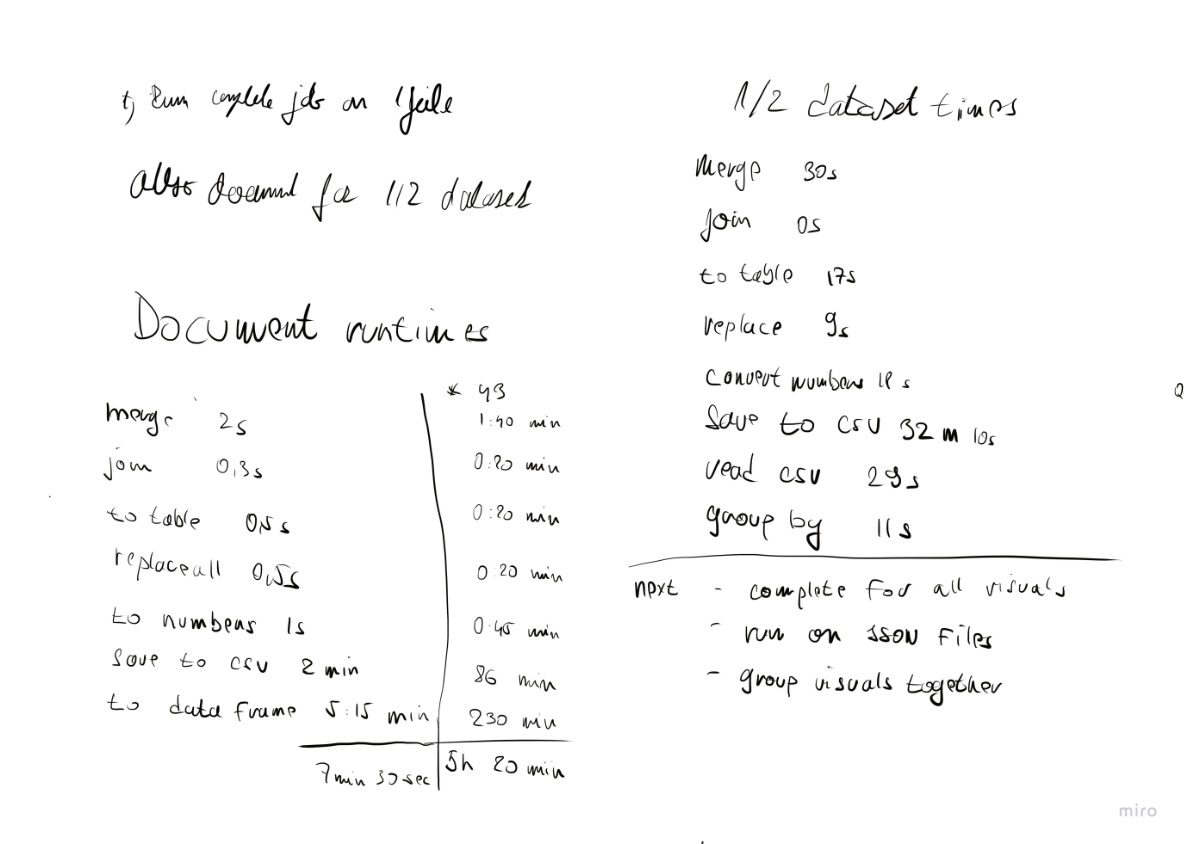 t, Run complete job on 1 file
also document for 1/2 dataset
Document runtimes
* 43
merge 2s 1:40 min
join 0,3s 0:20 min
to table 0,5s 0:20 min
replace all 0,5s 0:20 min
to numbers 1s 0:45 min
save to csv 2 min 86 min
to data frame 5:15 min 230 min
7min 30sec 5h 20 min
1/2 dataset times
merge 30s
join 0s
to table 17s
replace 9s
convert numbers s
save to csv 32 m 10s
read csv 29s
group by 11s
next - complete for all visuals
- run on JSON files
- group visuals together
miro